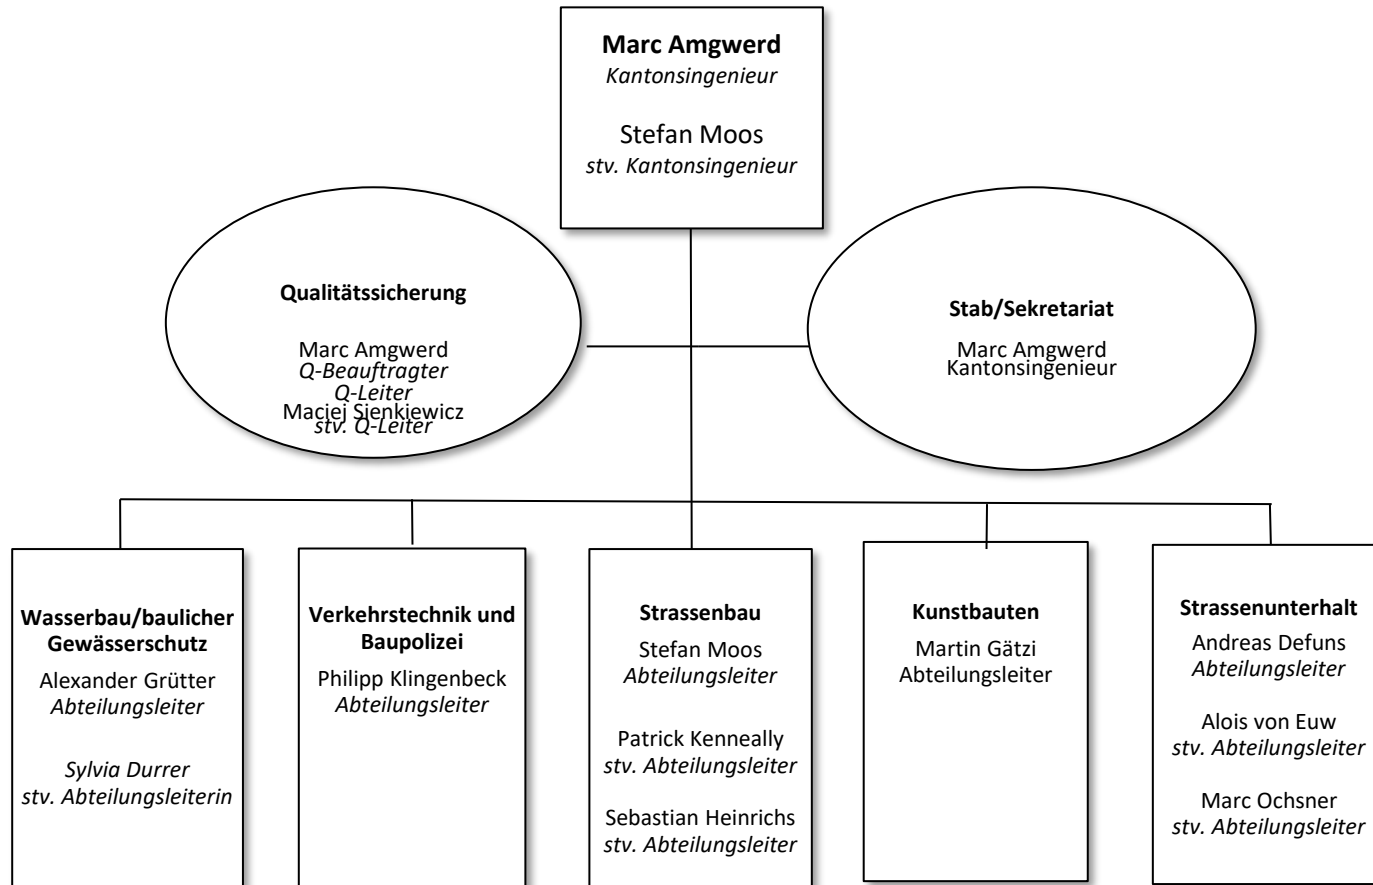 Marc Amgwerd
Kantonsingenieur
Stefan Moos
stv. Kantonsingenieur
Qualitätssicherung
Marc Amgwerd
Q-Beauftragter
Q-Leiter
Maciej Sienkiewicz
stv. Q-Leiter
Stab/Sekretariat
Marc Amgwerd
Kantonsingenieur
Wasserbau/baulicher
Gewässerschutz
Alexander Grütter
Abteilungsleiter
Sylvia Durrer
stv. Abteilungsleiterin
Verkehrstechnik und
Baupolizei
Philipp Klingenbeck
Abteilungsleiter
Strassenbau
Stefan Moos
Abteilungsleiter
Patrick Kenneally
stv. Abteilungsleiter
Sebastian Heinrichs
stv. Abteilungsleiter
Kunstbauten
Martin Gätzi
Abteilungsleiter
Strassenunterhalt
Andreas Defuns
Abteilungsleiter
Alois von Euw
stv. Abteilungsleiter
Marc Ochsner
stv. Abteilungsleiter